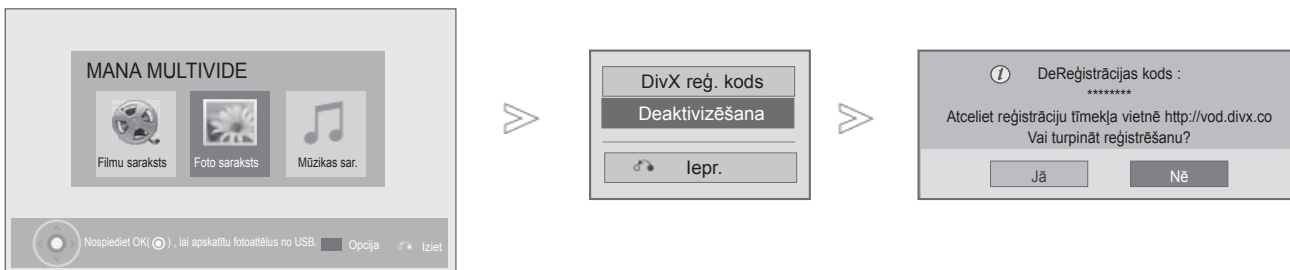 MANA MULTIVIDE
Filmu saraksts
Foto saraksts
Mūzikas sar.
Nospiediet OK( ) , lai apskatītu fotoattēlus no USB.
Opcija
Iziet
DivX reģ. kods
Deaktivizēšana
Iepr.
DeReģistrācijas kods :
********
Atceliet reģistrāciju tīmekļa vietnē http://vod.divx.co
Vai turpināt reģistrēšanu?
Jā
Nē